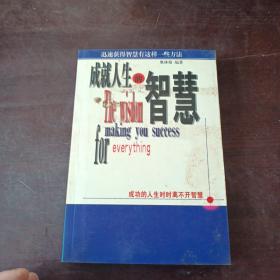 迅速获得智慧有这样一些方法
编著
成就人生的智慧
the wisdom
making you success
for everything
成功的人生时时离不开智慧